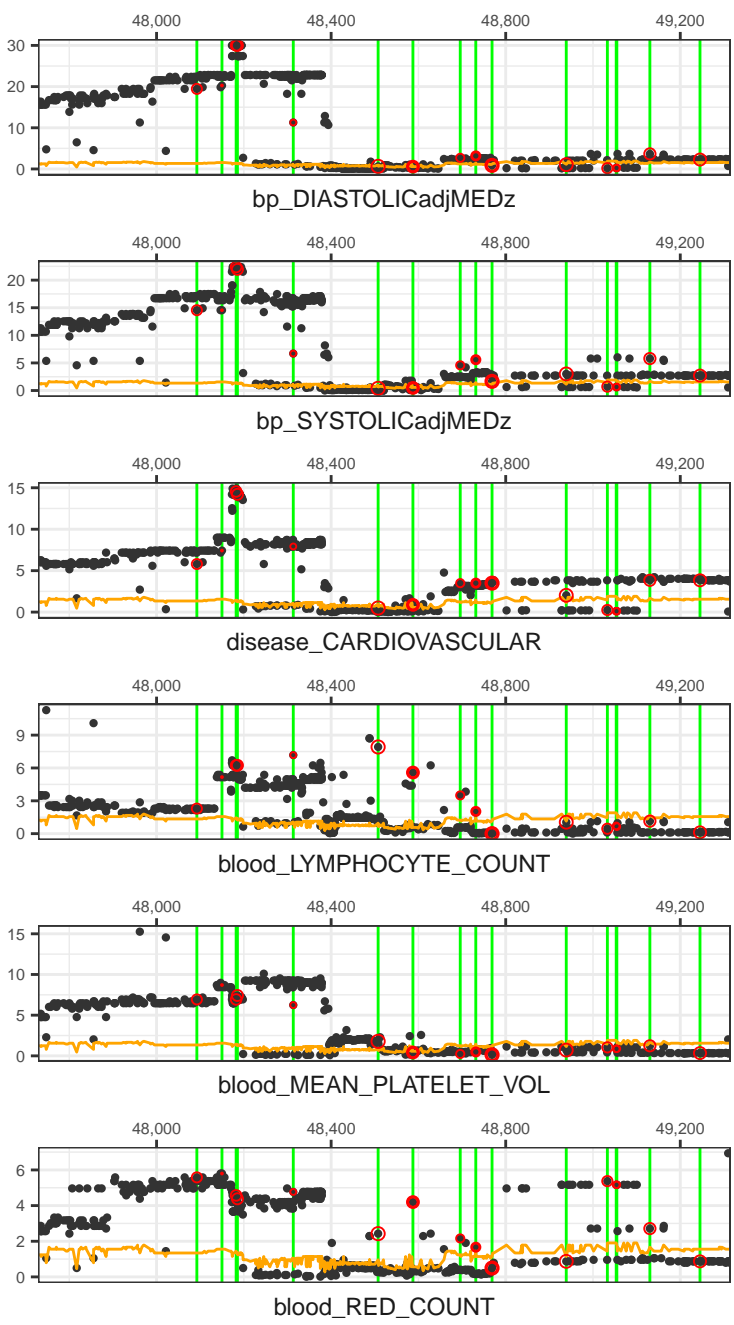 48,000 48,400 48,800 49,200
30
20
10
0
bp_DIASTOLICadjMEDz
48,000 48,400 48,800 49,200
20
15
10
5
0
bp_SYSTOLICadjMEDz
48,000 48,400 48,800 49,200
15
10
5
0
disease_CARDIOVASCULAR
48,000 48,400 48,800 49,200
9
6
3
0
blood_LYMPHOCYTE_COUNT
48,000 48,400 48,800 49,200
15
10
5
0
blood_MEAN_PLATELET_VOL
48,000 48,400 48,800 49,200
6
4
2
0
blood_RED_COUNT